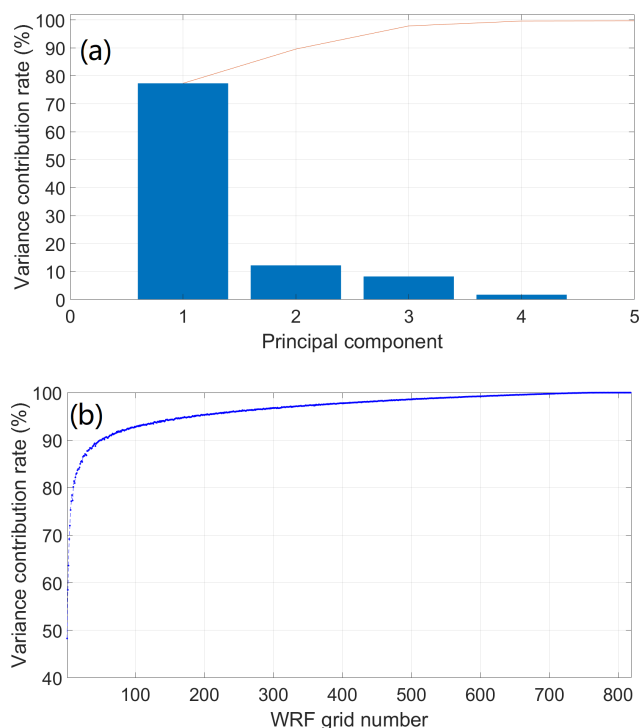 (a)
Variance contribution rate (%)
100
90
80
70
60
50
40
30
20
10
0
0 1 2 3 4 5
Principal component
(b)
Variance contribution rate (%)
100
90
80
70
60
50
40
100 200 300 400 500 600 700 800
WRF grid number